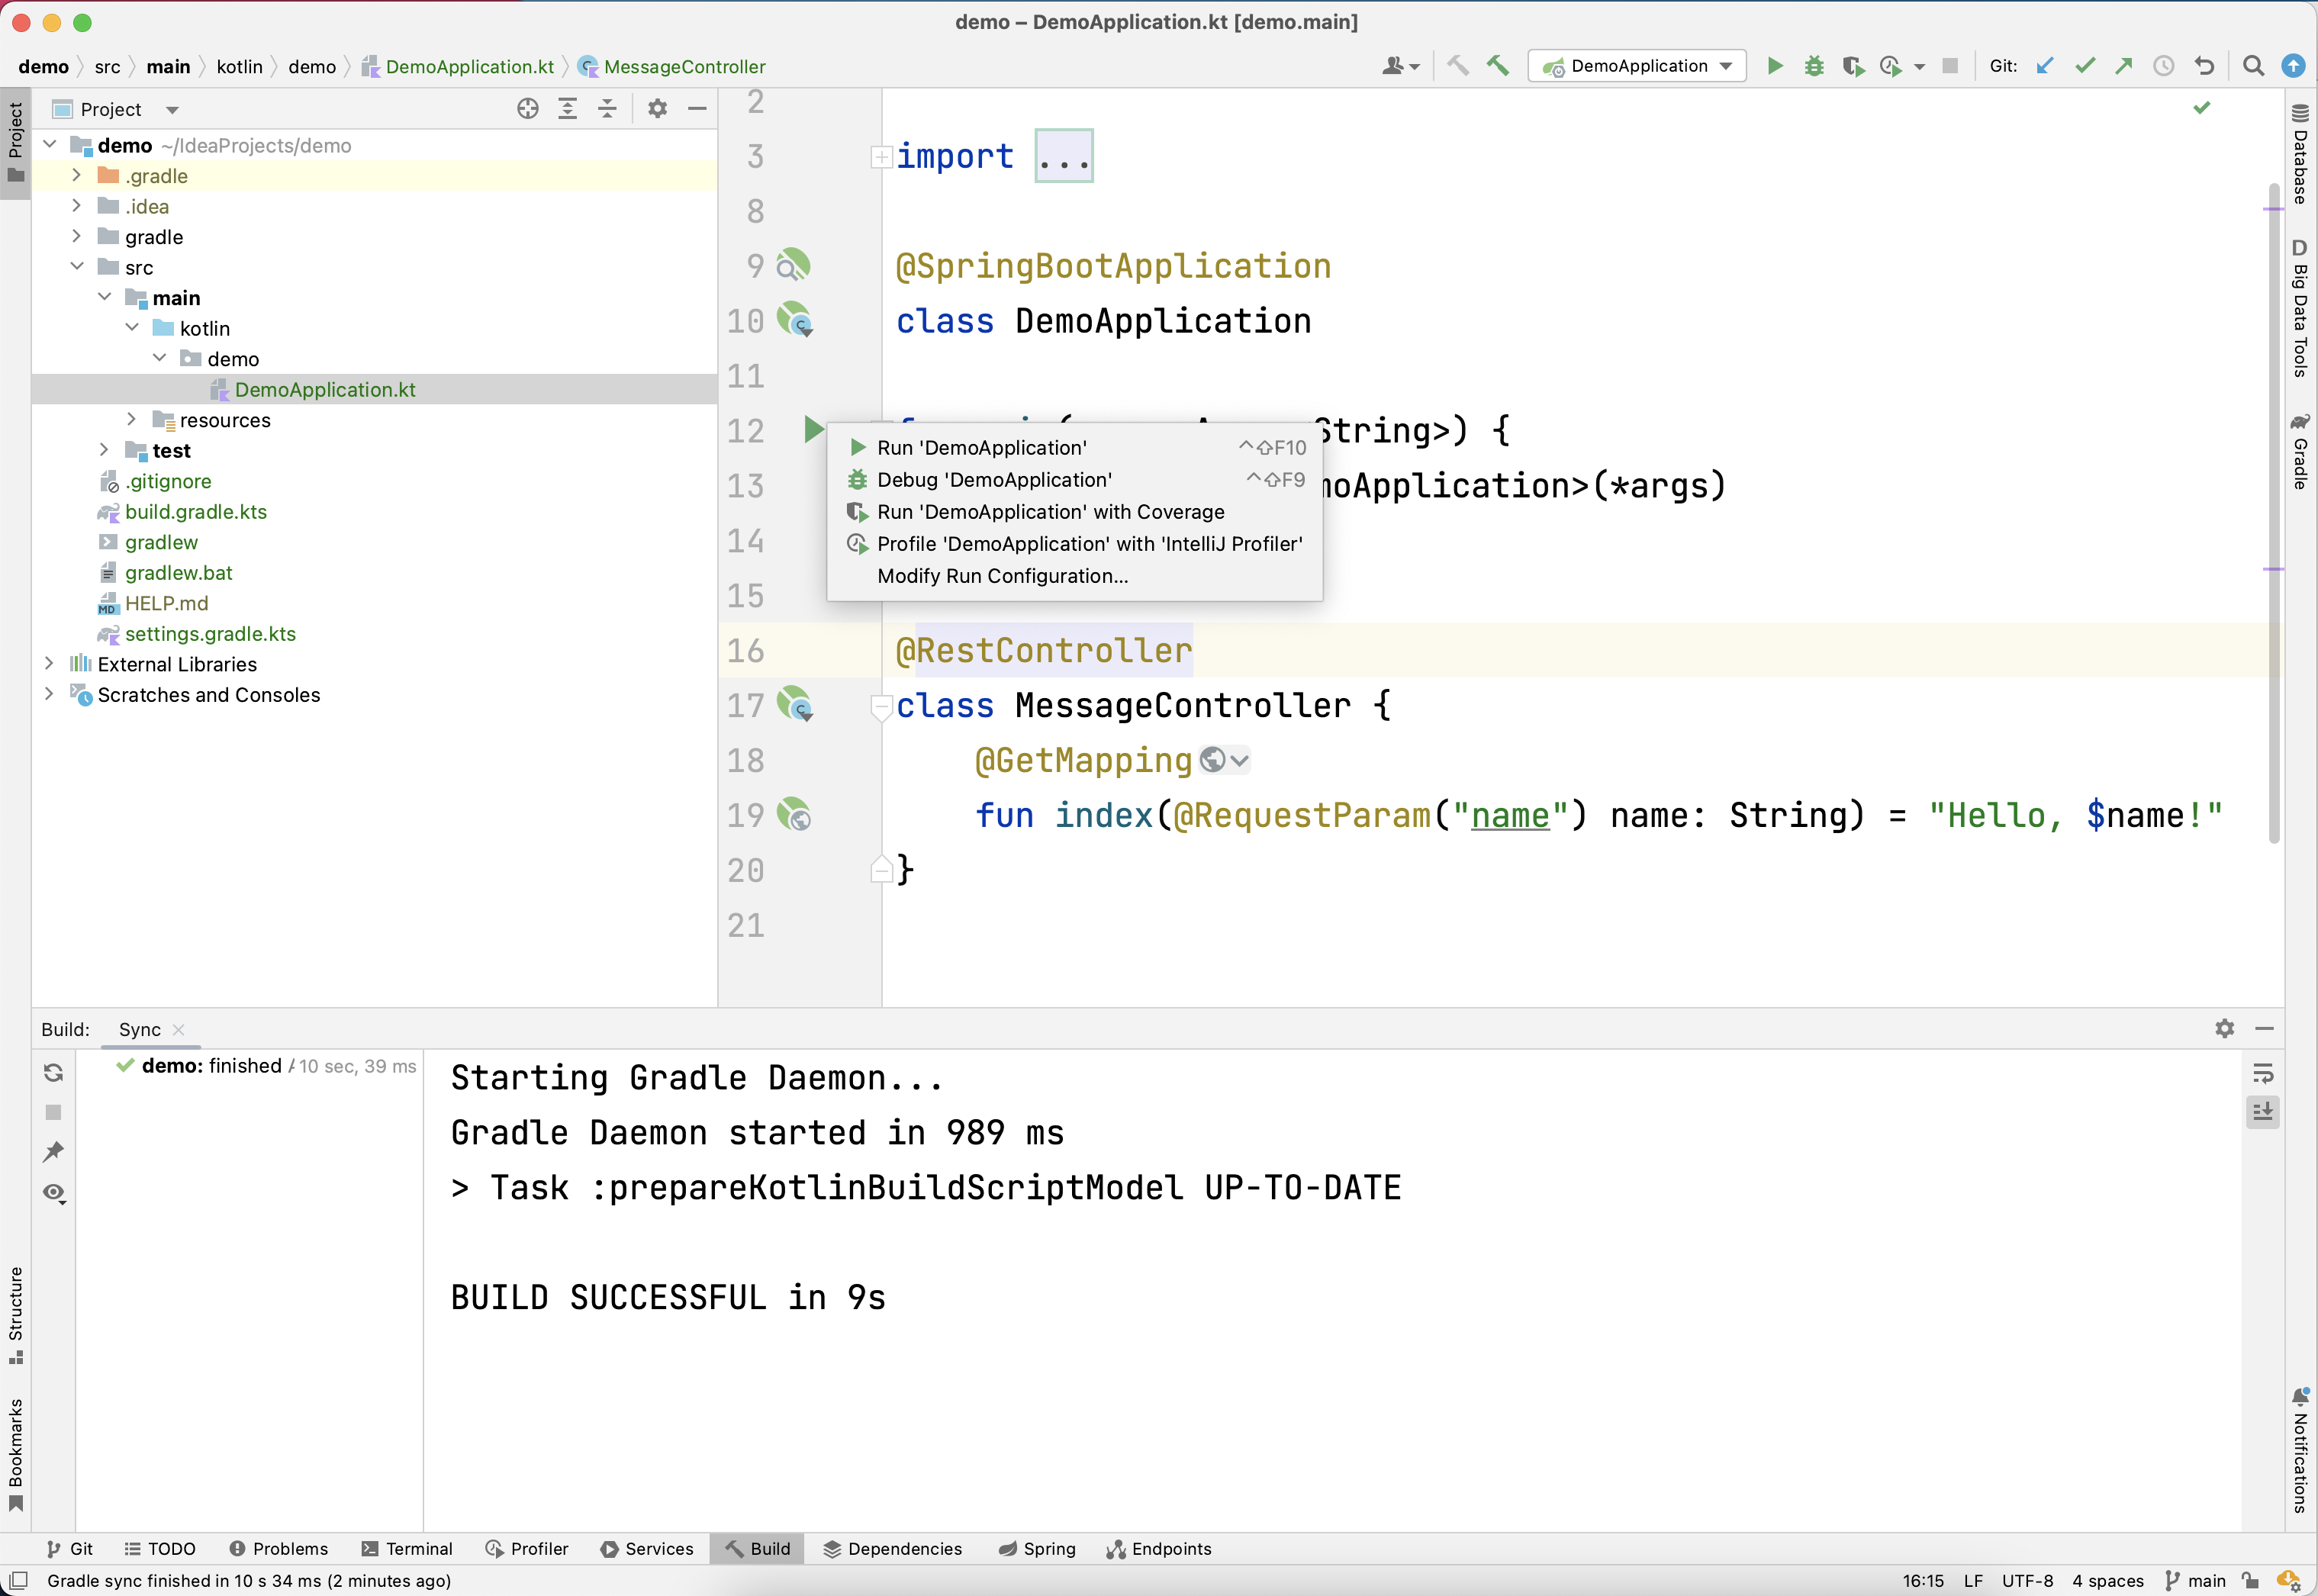 demo – DemoApplication.kt [demo.main]
demo src main kotlin demo DemoApplication.kt MessageController
DemoApplication Git:
Project
Project
demo ~/IdeaProjects/demo
.gradle
.idea
gradle
src
main
kotlin
demo
DemoApplication.kt
resources
test
.gitignore
build.gradle.kts
gradlew
gradlew.bat
HELP.md
settings.gradle.kts
External Libraries
Scratches and Consoles
2
3 import ...
8
9 @SpringBootApplication
10 class DemoApplication
11
12 String>) {
13 moApplication>(*args)
14
15
16 @RestController
17 class MessageController {
18 @GetMapping
19 fun index(@RequestParam("name") name: String) = "Hello, $name!"
20 }
21
Run 'DemoApplication' ^⇧F10
Debug 'DemoApplication' ^⇧F9
Run 'DemoApplication' with Coverage
Profile 'DemoApplication' with 'IntelliJ Profiler'
Modify Run Configuration...
Database
D Big Data Tools
Gradle
Notifications
Build: Sync
demo: finished 10 sec, 39 ms
Starting Gradle Daemon...
Gradle Daemon started in 989 ms
> Task :prepareKotlinBuildScriptModel UP-TO-DATE
BUILD SUCCESSFUL in 9s
Structure
Bookmarks
Git TODO Problems Terminal Profiler Services Build Dependencies Spring Endpoints
Gradle sync finished in 10 s 34 ms (2 minutes ago)
16:15 LF UTF-8 4 spaces main